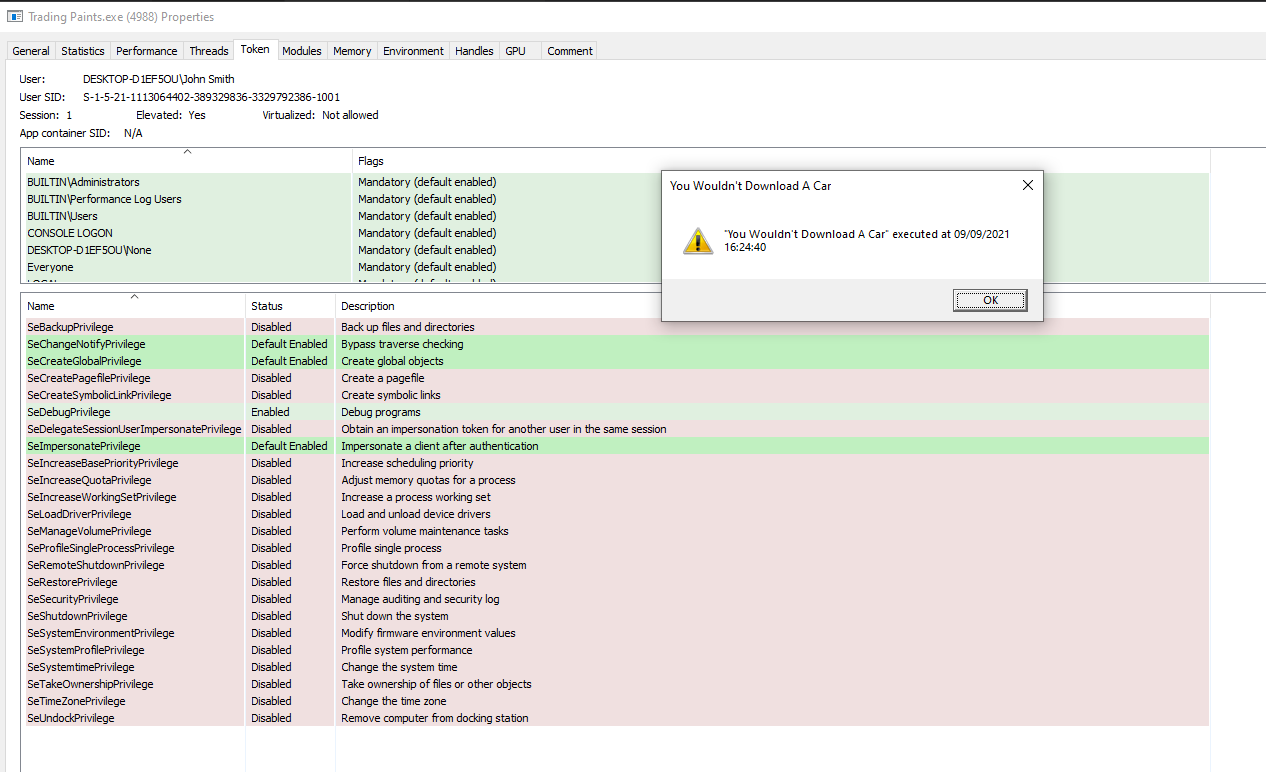 Trading Paints.exe (4988) Properties
General Statistics Performance Threads Token Modules Memory Environment Handles GPU Comment
User: DESKTOP-D1EF5OU\John Smith
User SID: S-1-5-21-1113064402-389329836-3329792386-1001
Session: 1 Elevated: Yes Virtualized: Not allowed
App container SID: N/A
Name Flags
BUILTIN\Administrators Mandatory (default enabled)
BUILTIN\Performance Log Users Mandatory (default enabled)
BUILTIN\Users Mandatory (default enabled)
CONSOLE LOGON Mandatory (default enabled)
DESKTOP-D1EF5OU\None Mandatory (default enabled)
Everyone Mandatory (default enabled)
You Wouldn't Download A Car
"You Wouldn't Download A Car" executed at 09/09/2021
16:24:40
OK
Name Status Description
SeBackupPrivilege Disabled Back up files and directories
SeChangeNotifyPrivilege Default Enabled Bypass traverse checking
SeCreateGlobalPrivilege Default Enabled Create global objects
SeCreatePagefilePrivilege Disabled Create a pagefile
SeCreateSymbolicLinkPrivilege Disabled Create symbolic links
SeDebugPrivilege Enabled Debug programs
SeDelegateSessionUserImpersonatePrivilege Disabled Obtain an impersonation token for another user in the same session
SeImpersonatePrivilege Default Enabled Impersonate a client after authentication
SeIncreaseBasePriorityPrivilege Disabled Increase scheduling priority
SeIncreaseQuotaPrivilege Disabled Adjust memory quotas for a process
SeIncreaseWorkingSetPrivilege Disabled Increase a process working set
SeLoadDriverPrivilege Disabled Load and unload device drivers
SeManageVolumePrivilege Disabled Perform volume maintenance tasks
SeProfileSingleProcessPrivilege Disabled Profile single process
SeRemoteShutdownPrivilege Disabled Force shutdown from a remote system
SeRestorePrivilege Disabled Restore files and directories
SeSecurityPrivilege Disabled Manage auditing and security log
SeShutdownPrivilege Disabled Shut down the system
SeSystemEnvironmentPrivilege Disabled Modify firmware environment values
SeSystemProfilePrivilege Disabled Profile system performance
SeSystemtimePrivilege Disabled Change the system time
SeTakeOwnershipPrivilege Disabled Take ownership of files or other objects
SeTimeZonePrivilege Disabled Change the time zone
SeUndockPrivilege Disabled Remove computer from docking station